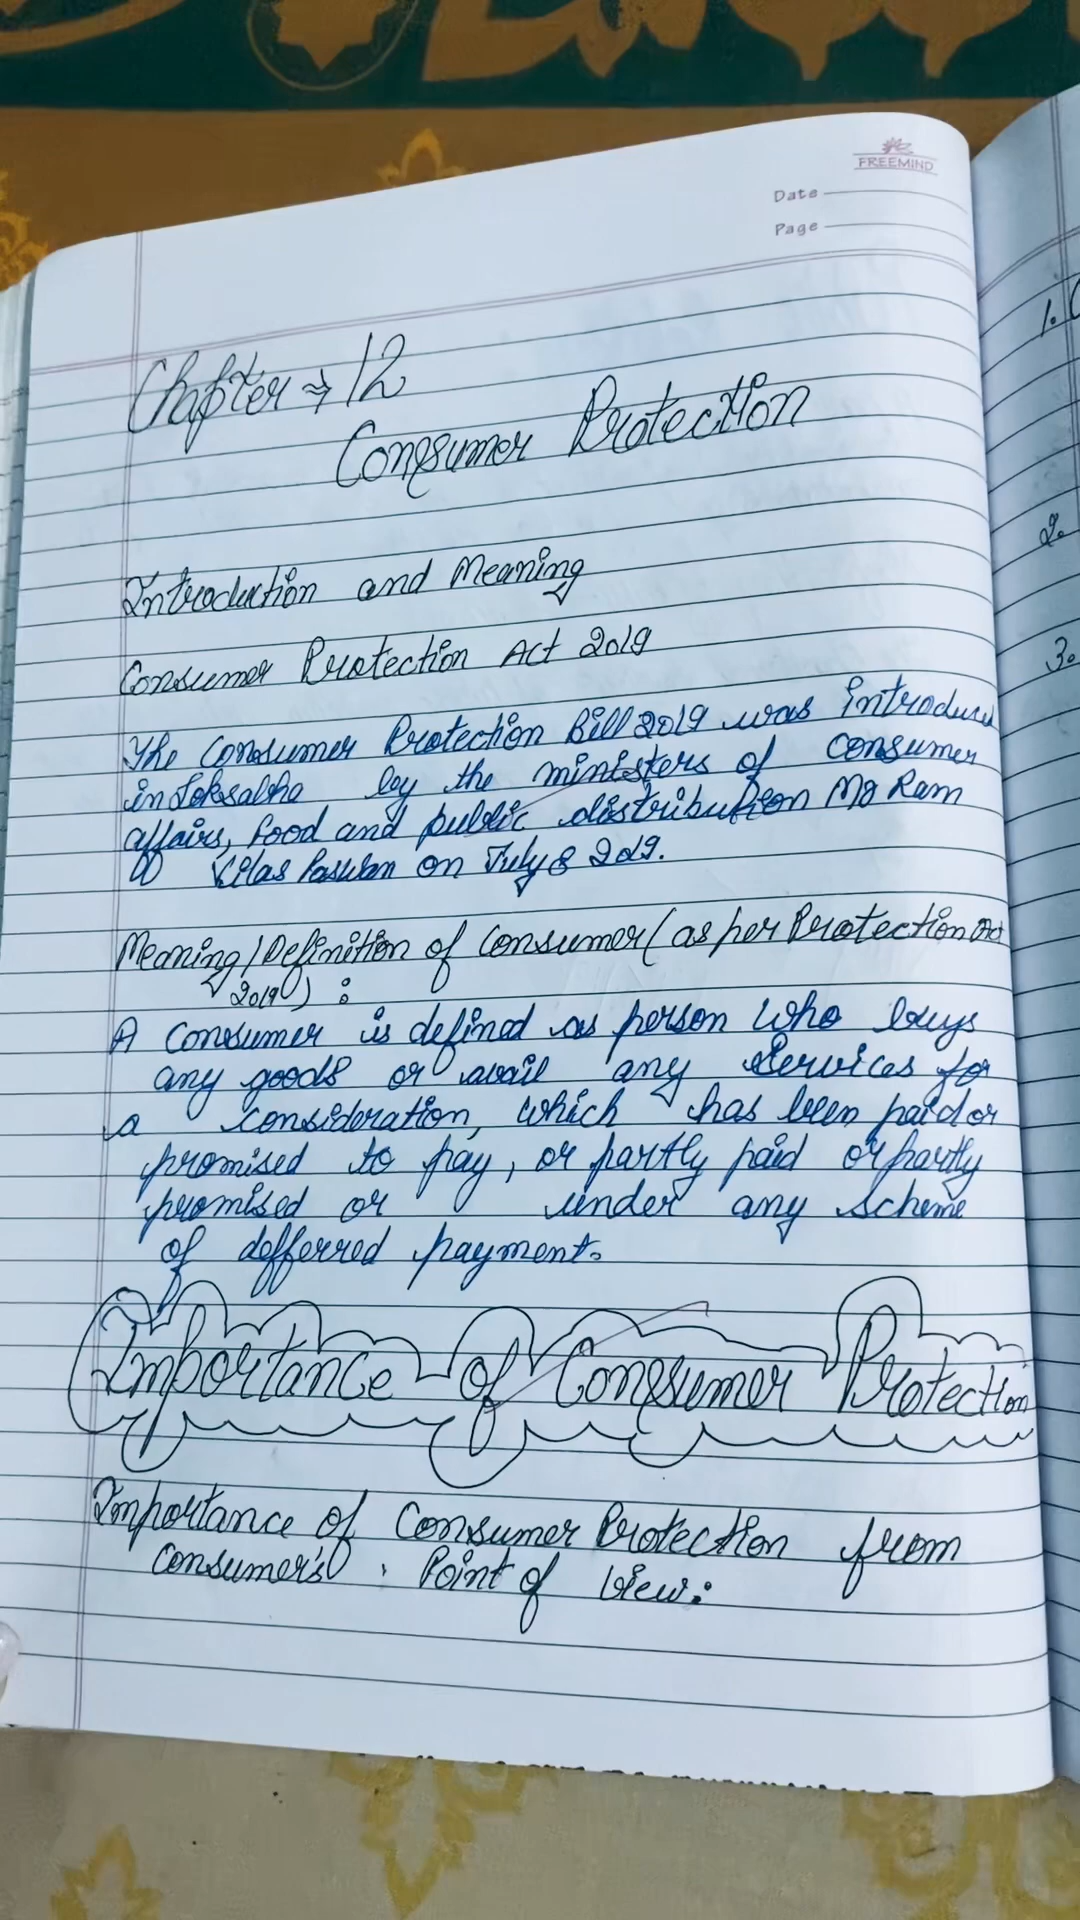 FREEMIND
Date
Page
Chapter → 12
Consumer Protection
Introduction and Meaning
Consumer Protection Act 2019
The Consumer Protection Bill 2019 was introduced
in Loksabha by the ministers of consumer
affairs, food and public distribution Mr Ram
Vilas Paswan on July 8 2019.
Meaning/Definition of Consumer (as per Protection Act
2019) :
A Consumer is defined as person who buys
any goods or avail any services for
a consideration, which has been paid or
promised to pay, or partly paid or partly
promised or under any scheme
of defferred payment.
Importance of Consumer Protection
Importance of Consumer Protection from
Consumer's Point of View:
1.
2.
3.